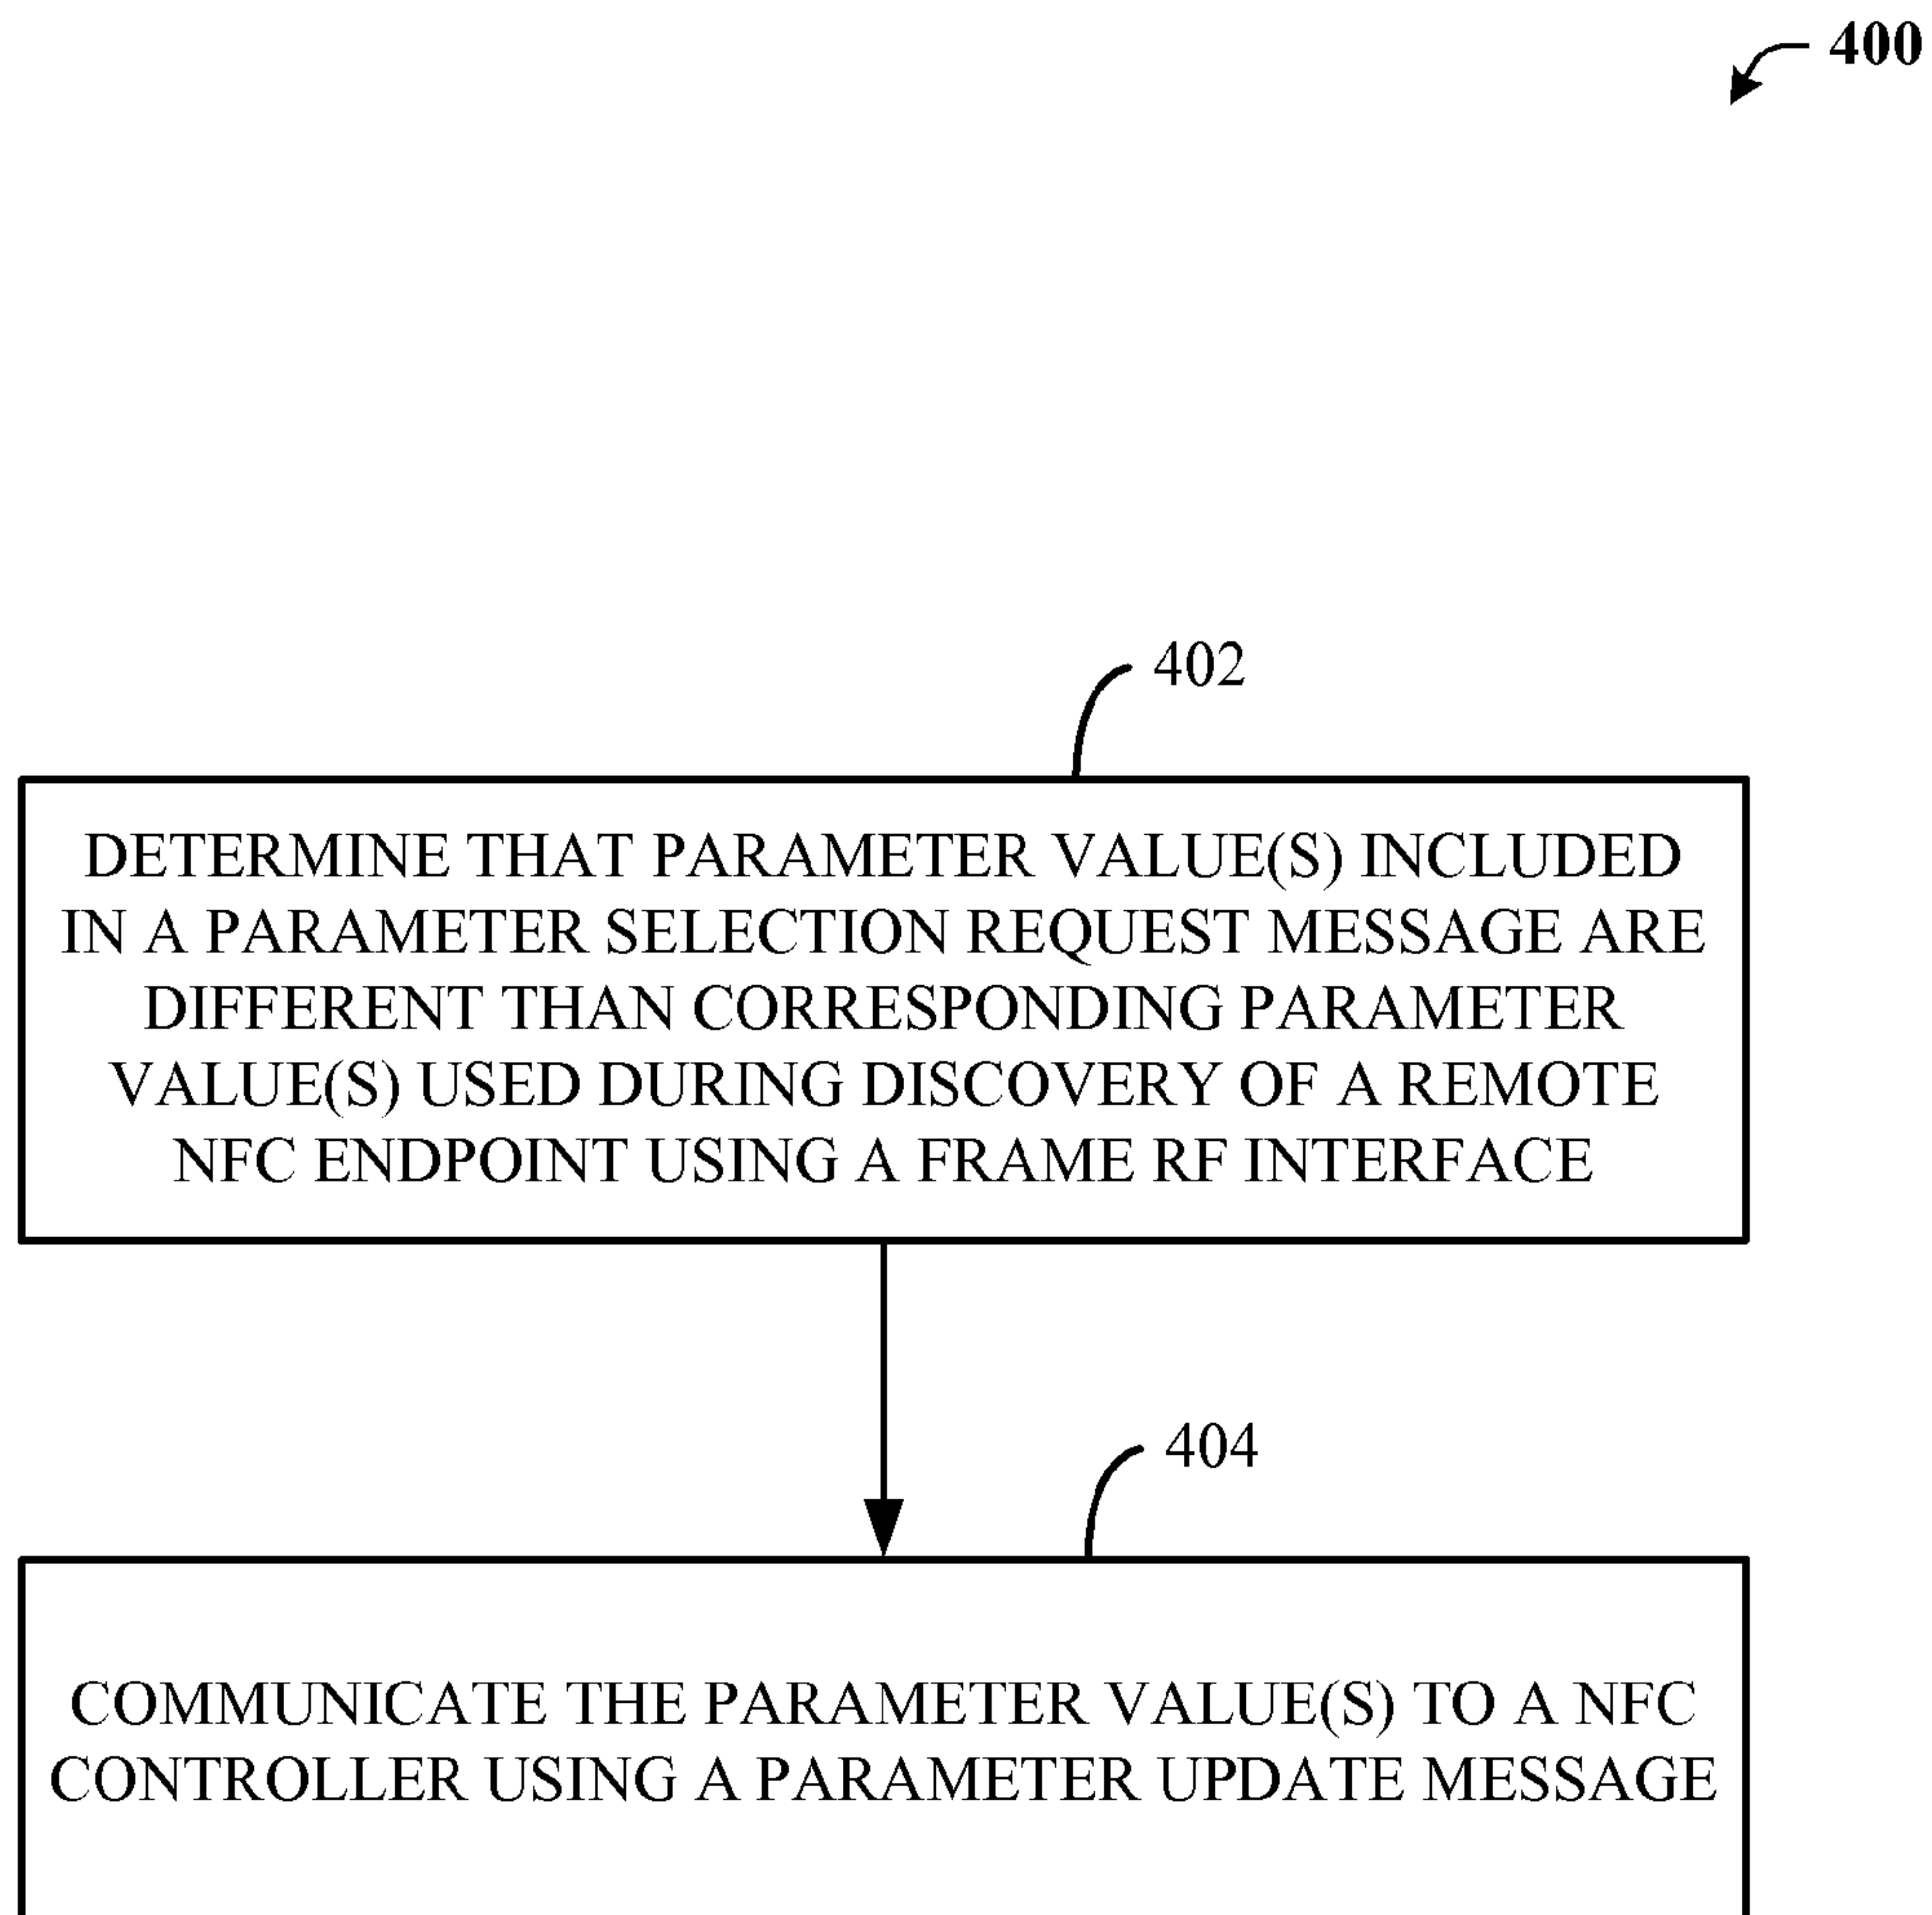 400
402
DETERMINE THAT PARAMETER VALUE(S) INCLUDED
IN A PARAMETER SELECTION REQUEST MESSAGE ARE
DIFFERENT THAN CORRESPONDING PARAMETER
VALUE(S) USED DURING DISCOVERY OF A REMOTE
NFC ENDPOINT USING A FRAME RF INTERFACE
404
COMMUNICATE THE PARAMETER VALUE(S) TO A NFC
CONTROLLER USING A PARAMETER UPDATE MESSAGE